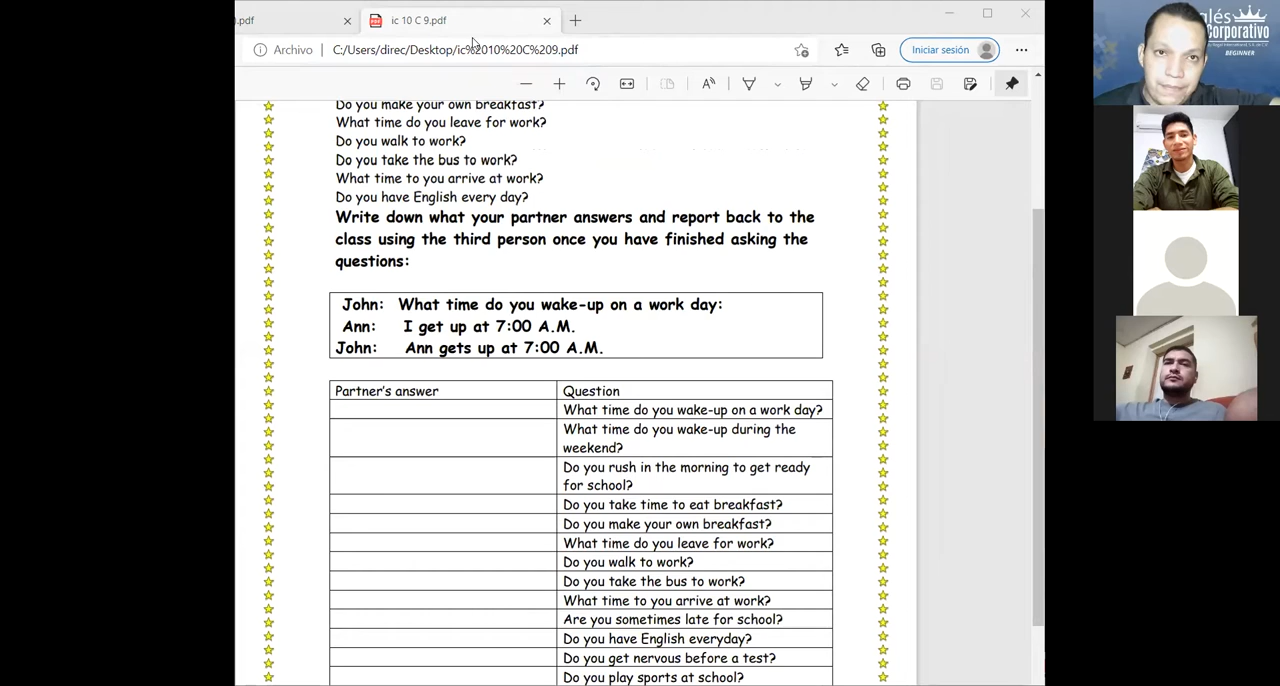 ).pdf
ic 10 C 9.pdf
Archivo
C:/Users/direc/Desktop/ic%2010%20C%209.pdf
Iniciar sesión
Do you make your own breakfast?
What time do you leave for work?
Do you walk to work?
Do you take the bus to work?
What time to you arrive at work?
Do you have English every day?
Write down what your partner answers and report back to the
class using the third person once you have finished asking the
questions:
John: What time do you wake-up on a work day:
Ann: I get up at 7:00 A.M.
John: Ann gets up at 7:00 A.M.
Partner's answer
Question
What time do you wake-up on a work day?
What time do you wake-up during the
weekend?
Do you rush in the morning to get ready
for school?
Do you take time to eat breakfast?
Do you make your own breakfast?
What time do you leave for work?
Do you walk to work?
Do you take the bus to work?
What time to you arrive at work?
Are you sometimes late for school?
Do you have English everyday?
Do you get nervous before a test?
Do you play sports at school?
glés
Corporativo
BEGINNER